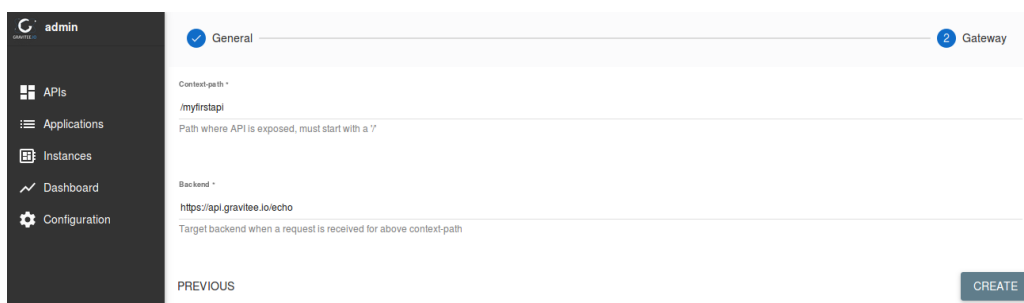 admin
GRAVITEE.IO
General
2 Gateway
APIs
Applications
Instances
Dashboard
Configuration
Context-path *
/myfirstapi
Path where API is exposed, must start with a '/'
Backend *
https://api.gravitee.io/echo
Target backend when a request is received for above context-path
PREVIOUS
CREATE